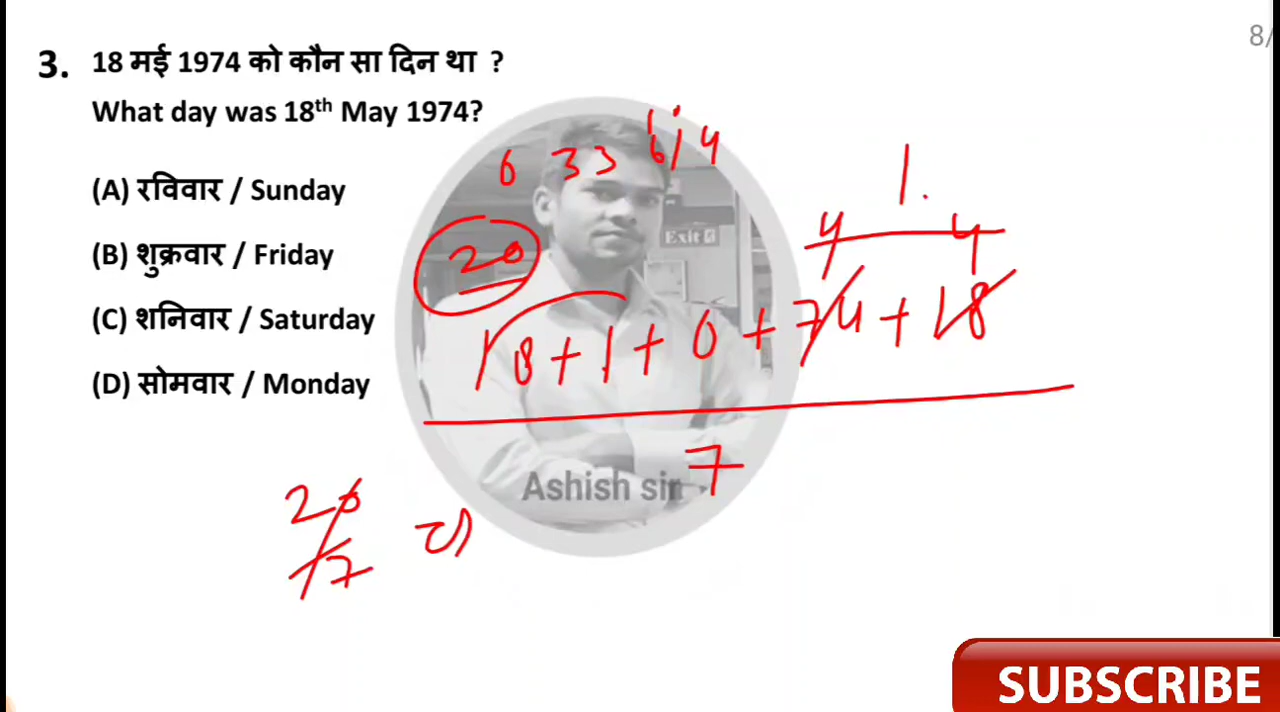 8/
3. 18 मई 1974 को कौन सा दिन था ?
What day was 18th May 1974?
6 33 6 1 4
1.
4 4
(A) रविवार / Sunday
Exit
20
(B) शुक्रवार / Friday
18+1+0+74+18
(C) शनिवार / Saturday
7
(D) सोमवार / Monday
Ashish sir
20
7
SUBSCRIBE